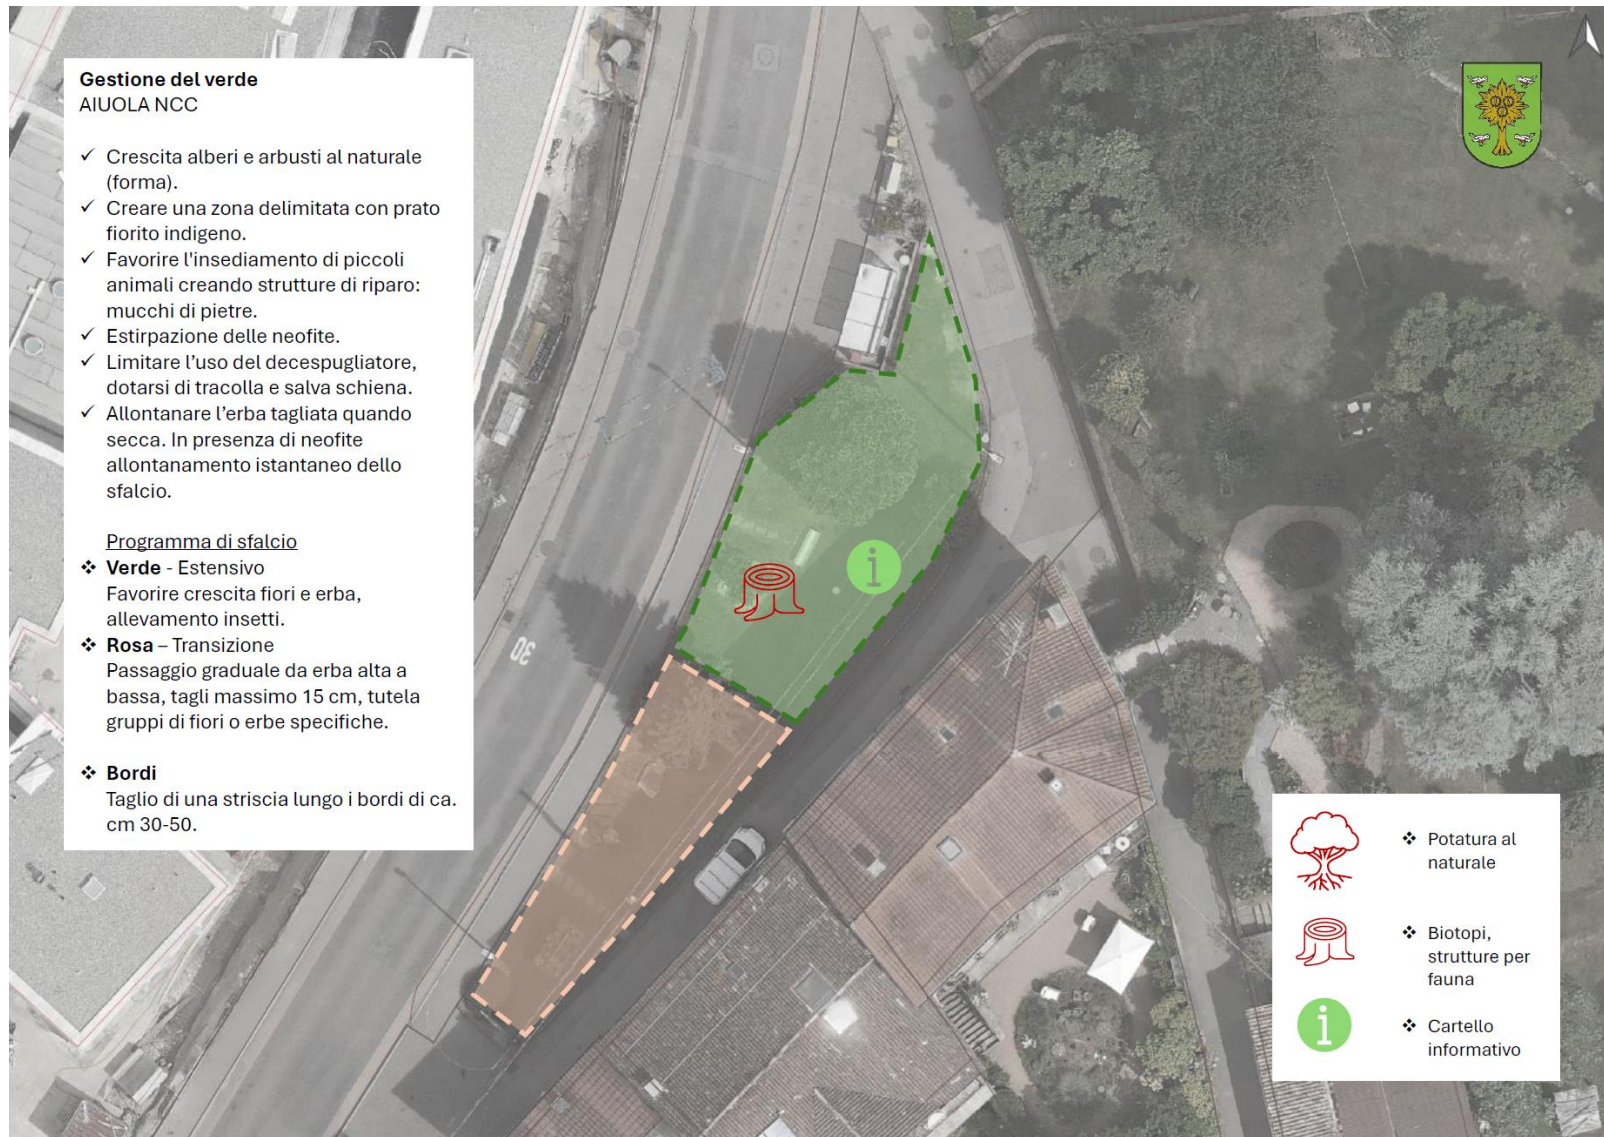 Gestione del verde
AIUOLA NCC
✓ Crescita alberi e arbusti al naturale
(forma).
✓ Creare una zona delimitata con prato
fiorito indigeno.
✓ Favorire l'insediamento di piccoli
animali creando strutture di riparo:
mucchi di pietre.
✓ Estirpazione delle neofite.
✓ Limitare l’uso del decespugliatore,
dotarsi di tracolla e salva schiena.
✓ Allontanare l’erba tagliata quando
secca. In presenza di neofite
allontanamento istantaneo dello
sfalcio.
Programma di sfalcio
❖ Verde - Estensivo
Favorire crescita fiori e erba,
allevamento insetti.
❖ Rosa – Transizione
Passaggio graduale da erba alta a
bassa, tagli massimo 15 cm, tutela
gruppi di fiori o erbe specifiche.
❖ Bordi
Taglio di una striscia lungo i bordi di ca.
cm 30-50.
30
i
❖ Potatura al
naturale
❖ Biotopi,
strutture per
fauna
i
❖ Cartello
informativo